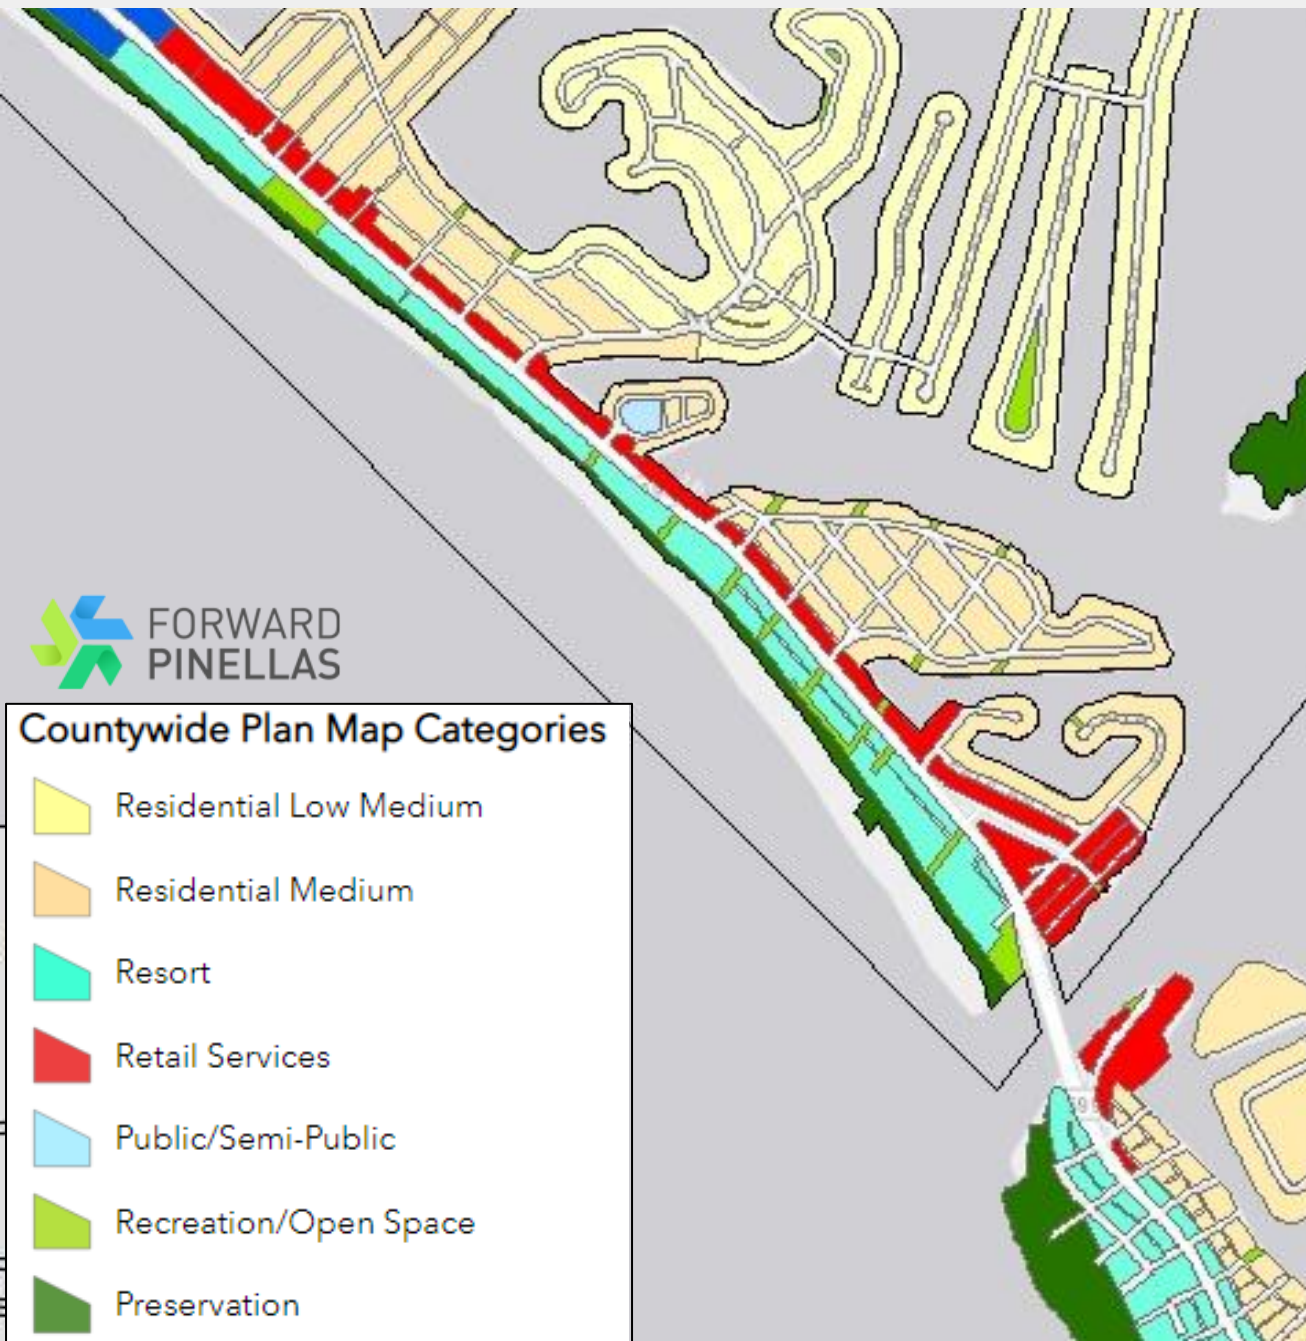 FORWARD
PINELLAS
Countywide Plan Map Categories
Residential Low Medium
Residential Medium
Resort
Retail Services
Public/Semi-Public
Recreation/Open Space
Preservation